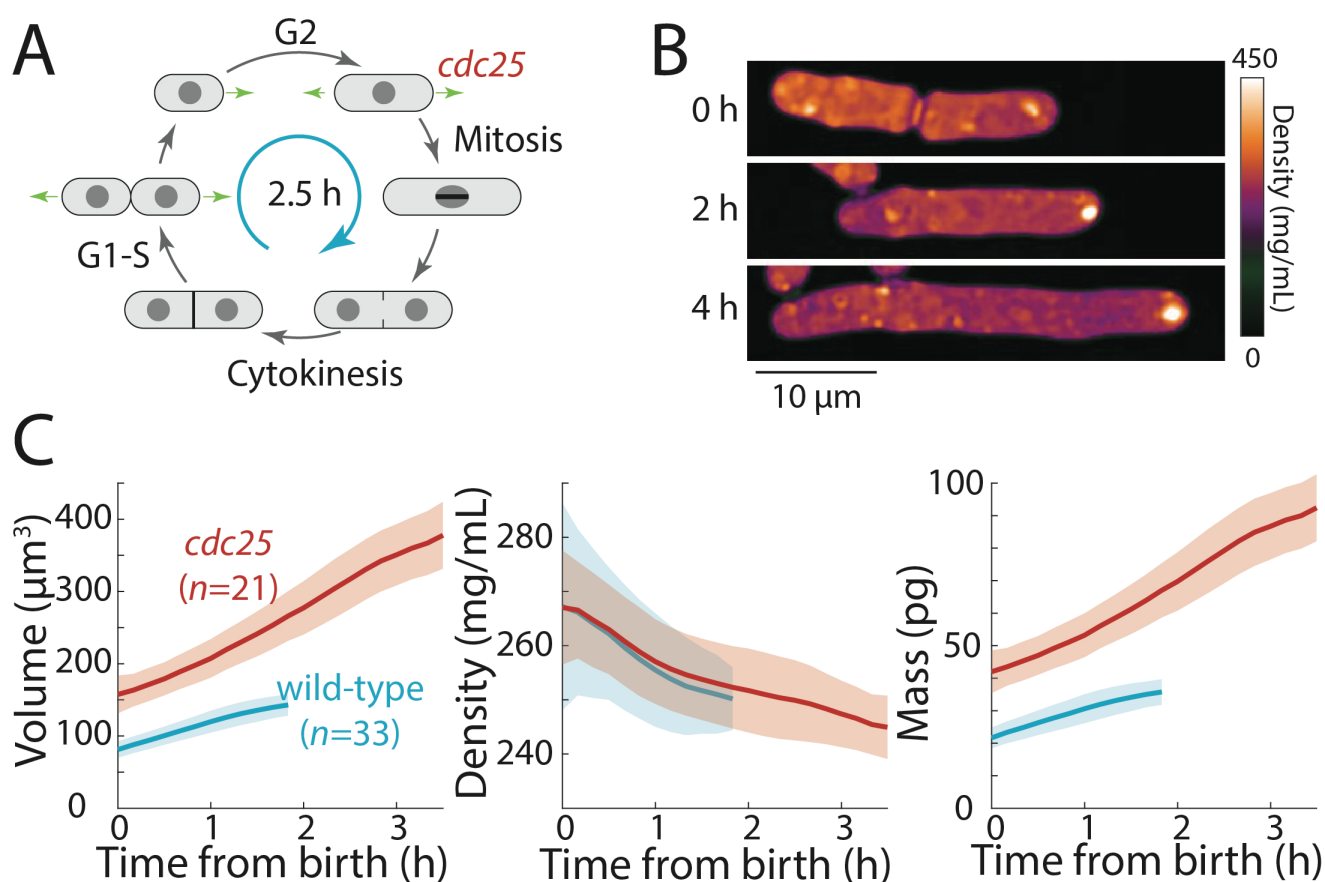 A
G2
cdc25
Mitosis
2.5 h
G1-S
Cytokinesis
B
0 h
2 h
4 h
10 μm
450
Density (mg/mL)
0
C
Volume (μm³)
400
300
200
100
0
cdc25
(n=21)
wild-type
(n=33)
0 1 2 3
Time from birth (h)
Density (mg/mL)
280
260
240
0 1 2 3
Time from birth (h)
Mass (pg)
100
50
0
0 1 2 3
Time from birth (h)